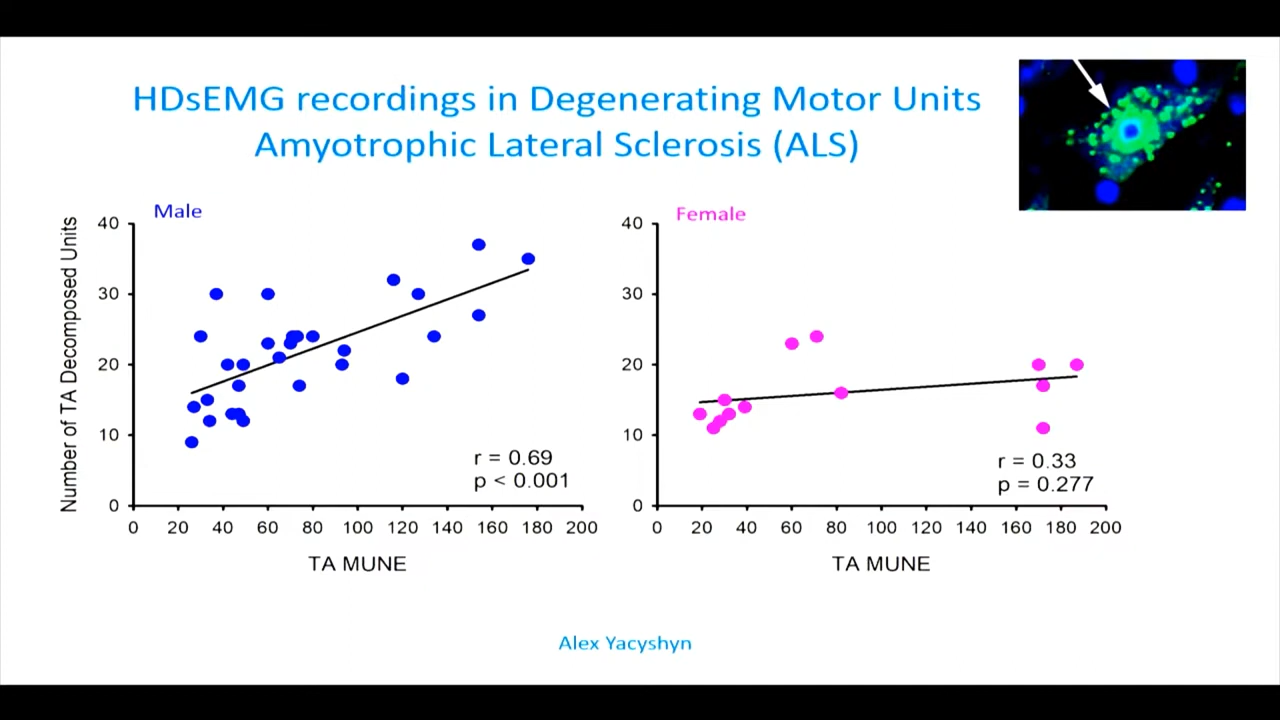 HDsEMG recordings in Degenerating Motor Units
Amyotrophic Lateral Sclerosis (ALS)
Male
Number of TA Decomposed Units
40
30
20
10
0
r = 0.69
p < 0.001
0 20 40 60 80 100 120 140 160 180 200
TA MUNE
Female
40
30
20
10
0
r = 0.33
p = 0.277
0 20 40 60 80 100 120 140 160 180 200
TA MUNE
Alex Yacyshyn